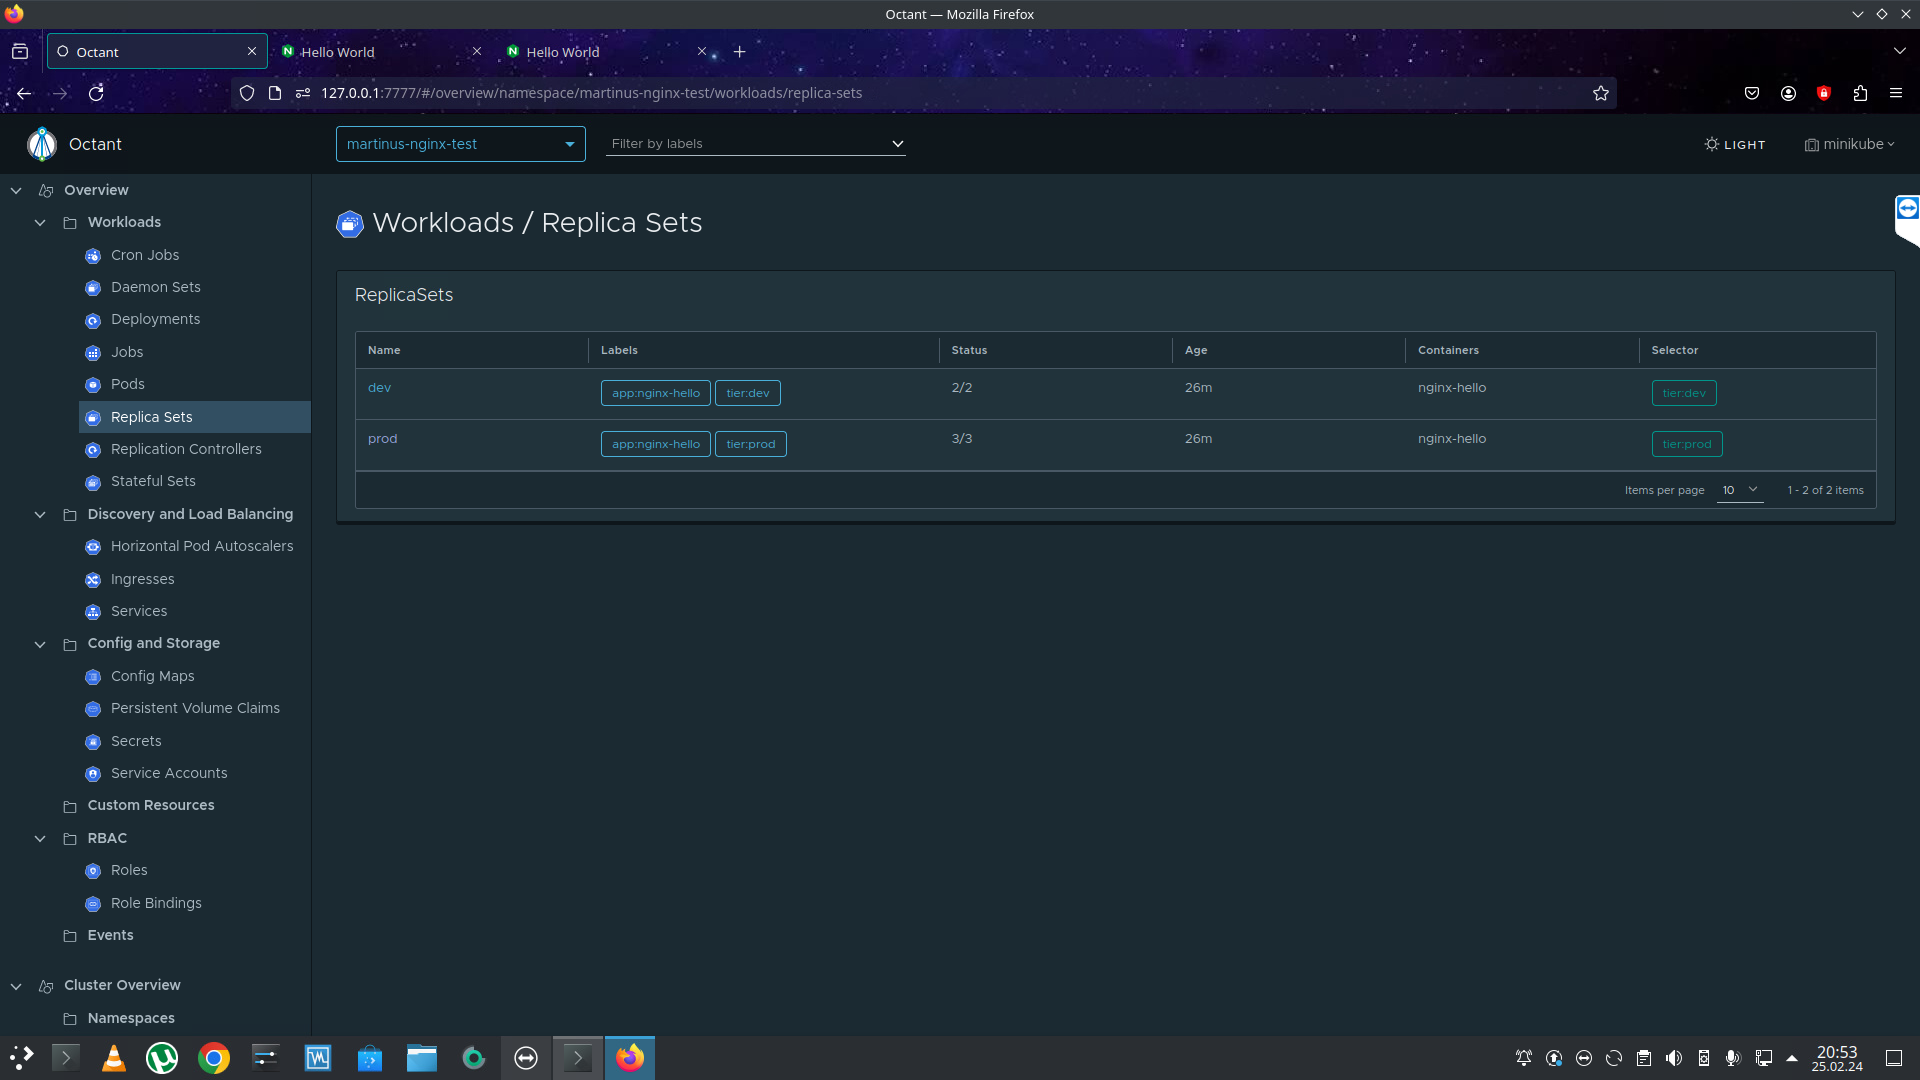 Octant — Mozilla Firefox
Octant
Hello World
Hello World
127.0.0.1:7777/#/overview/namespace/martinus-nginx-test/workloads/replica-sets
Octant
martinus-nginx-test
Filter by labels
LIGHT
minikube
Overview
Workloads
Cron Jobs
Daemon Sets
Deployments
Jobs
Pods
Replica Sets
Replication Controllers
Stateful Sets
Discovery and Load Balancing
Horizontal Pod Autoscalers
Ingresses
Services
Config and Storage
Config Maps
Persistent Volume Claims
Secrets
Service Accounts
Custom Resources
RBAC
Roles
Role Bindings
Events
Cluster Overview
Namespaces
Workloads / Replica Sets
ReplicaSets
Name Labels Status Age Containers Selector
dev app:nginx-hello tier:dev 2/2 26m nginx-hello tier:dev
prod app:nginx-hello tier:prod 3/3 26m nginx-hello tier:prod
Items per page 10 1 - 2 of 2 items
20:53
25.02.24